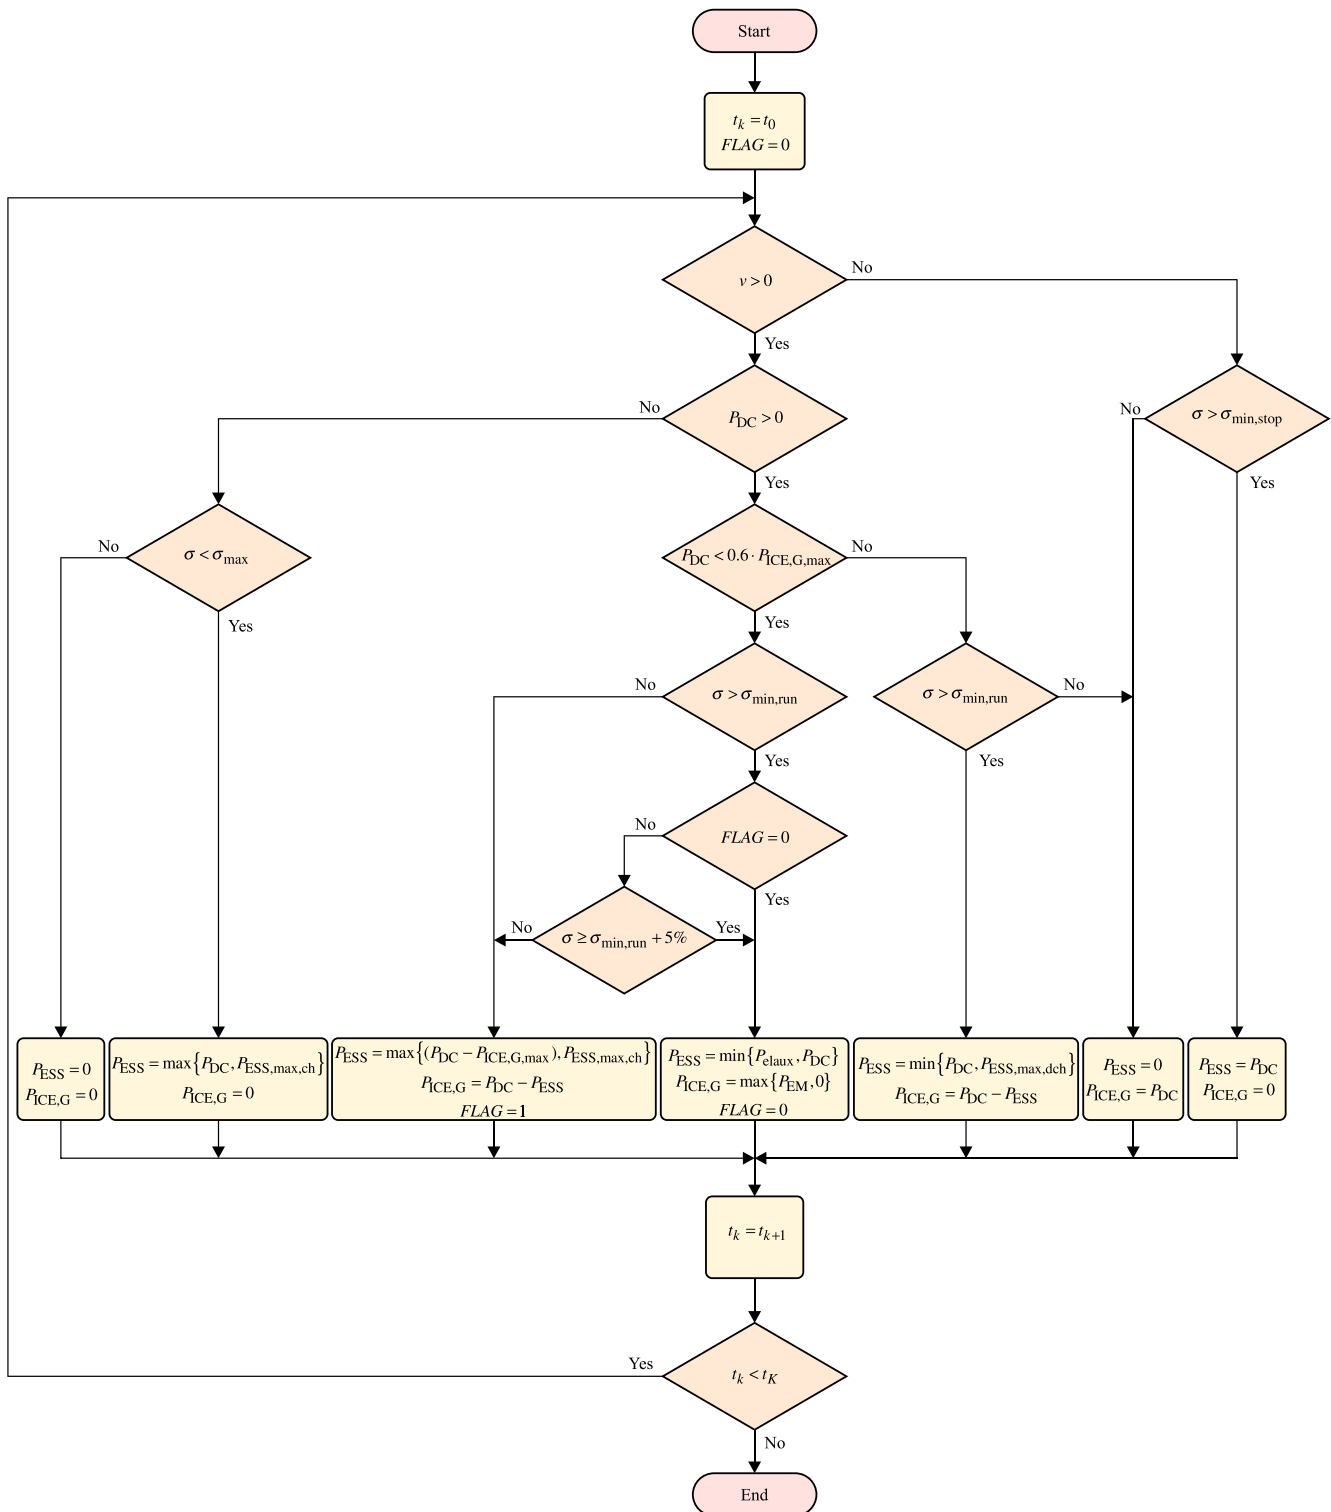 Start
t_k = t_0
FLAG = 0
v > 0
No
Yes
P_DC > 0
No
Yes
σ > σ_min,stop
No
Yes
σ < σ_max
No
Yes
P_DC < 0.6 · P_ICE,G,max
No
Yes
σ > σ_min,run
No
Yes
σ > σ_min,run
No
Yes
FLAG = 0
No
Yes
σ ≥ σ_min,run + 5%
No
Yes
P_ESS = 0
P_ICE,G = 0
P_ESS = max{P_DC, P_ESS,max,ch}
P_ICE,G = 0
P_ESS = max{(P_DC − P_ICE,G,max), P_ESS,max,ch}
P_ICE,G = P_DC − P_ESS
FLAG = 1
P_ESS = min{P_elaux, P_DC}
P_ICE,G = max{P_EM, 0}
FLAG = 0
P_ESS = min{P_DC, P_ESS,max,dch}
P_ICE,G = P_DC − P_ESS
P_ESS = 0
P_ICE,G = P_DC
P_ESS = P_DC
P_ICE,G = 0
t_k = t_k+1
t_k < t_K
Yes
No
End